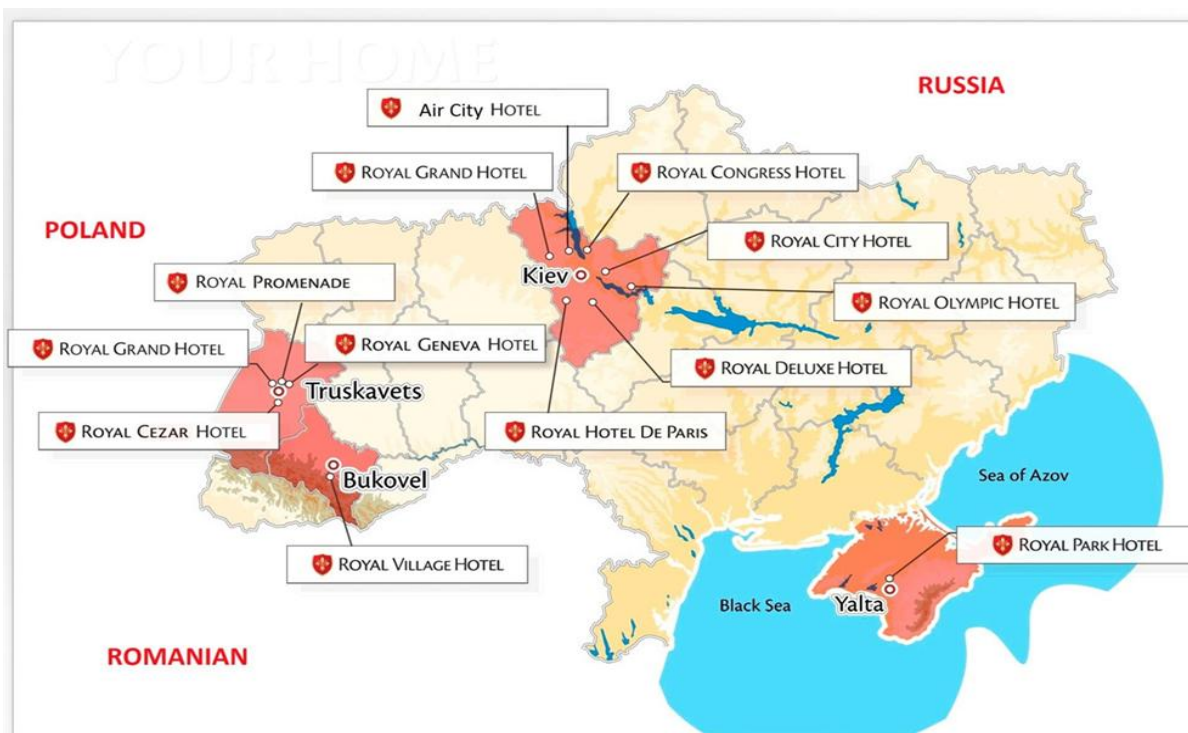 YOUR HOME
RUSSIA
Air City HOTEL
ROYAL GRAND HOTEL
ROYAL CONGRESS HOTEL
POLAND
ROYAL CITY HOTEL
Kiev
ROYAL PROMENADE
ROYAL OLYMPIC HOTEL
ROYAL GRAND HOTEL
ROYAL GENEVA HOTEL
ROYAL DELUXE HOTEL
Truskavets
ROYAL CEZAR HOTEL
ROYAL HOTEL DE PARIS
Bukovel
Sea of Azov
ROYAL PARK HOTEL
ROYAL VILLAGE HOTEL
Black Sea
Yalta
ROMANIAN